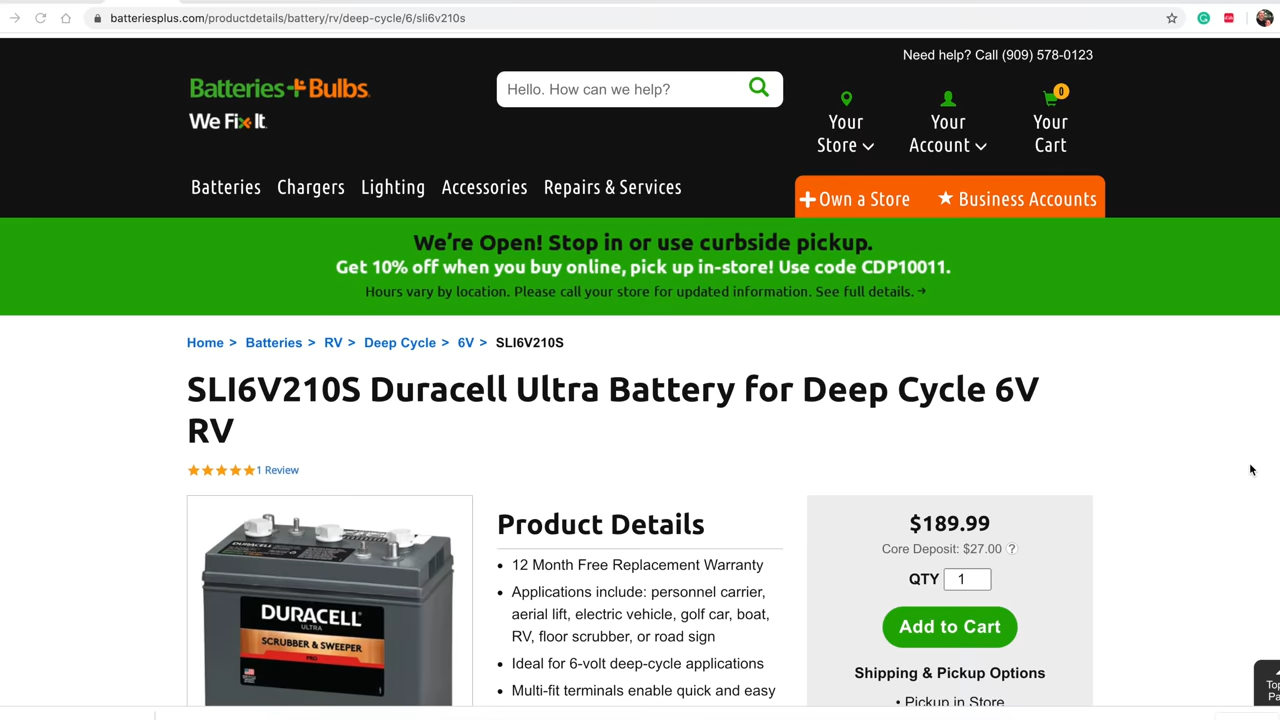 batteriesplus.com/productdetails/battery/rv/deep-cycle/6/sli6v210s
Need help? Call (909) 578-0123
Batteries+Bulbs
We Fix It.
Hello. How can we help?
Your Store
Your Account
0
Your Cart
Batteries Chargers Lighting Accessories Repairs & Services
Own a Store Business Accounts
We're Open! Stop in or use curbside pickup.
Get 10% off when you buy online, pick up in-store! Use code CDP10011.
Hours vary by location. Please call your store for updated information. See full details. →
Home > Batteries > RV > Deep Cycle > 6V > SLI6V210S
SLI6V210S Duracell Ultra Battery for Deep Cycle 6V
RV
1 Review
DURACELL
DURACELL
ULTRA
SCRUBBER & SWEEPER
PRO
Product Details
• 12 Month Free Replacement Warranty
• Applications include: personnel carrier,
aerial lift, electric vehicle, golf car, boat,
RV, floor scrubber, or road sign
• Ideal for 6-volt deep-cycle applications
• Multi-fit terminals enable quick and easy
$189.99
Core Deposit: $27.00 ?
QTY 1
Add to Cart
Shipping & Pickup Options
• Pickup in Store